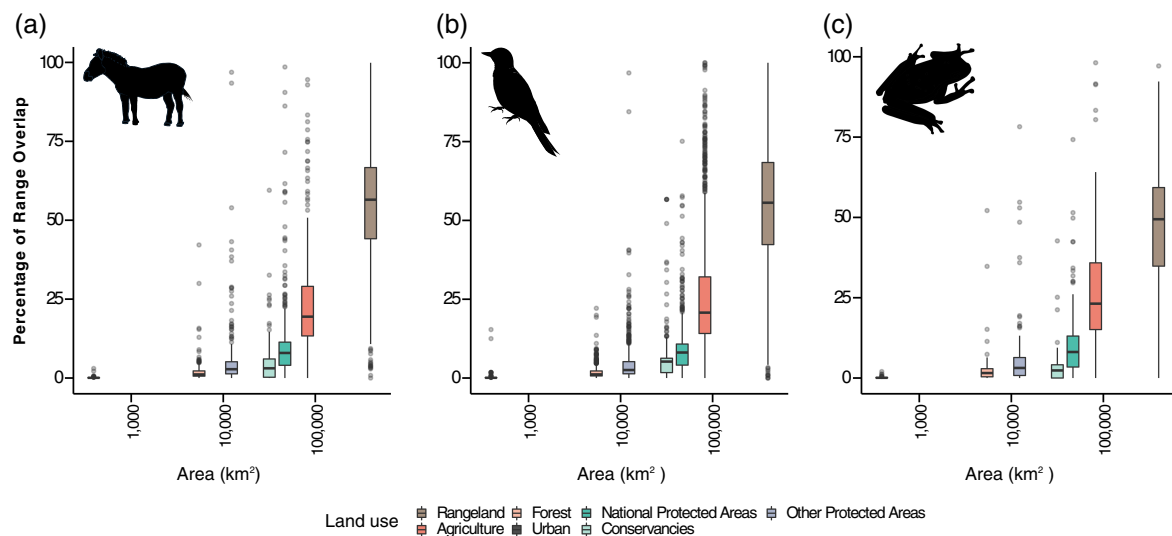 (a)
(b)
(c)
Percentage of Range Overlap
100
75
50
25
0
1,000
10,000
100,000
Area (km²)
100
75
50
25
0
1,000
10,000
100,000
Area (km² )
100
75
50
25
0
1,000
10,000
100,000
Area (km² )
Land use
Rangeland Forest National Protected Areas Other Protected Areas
Agriculture Urban Conservancies